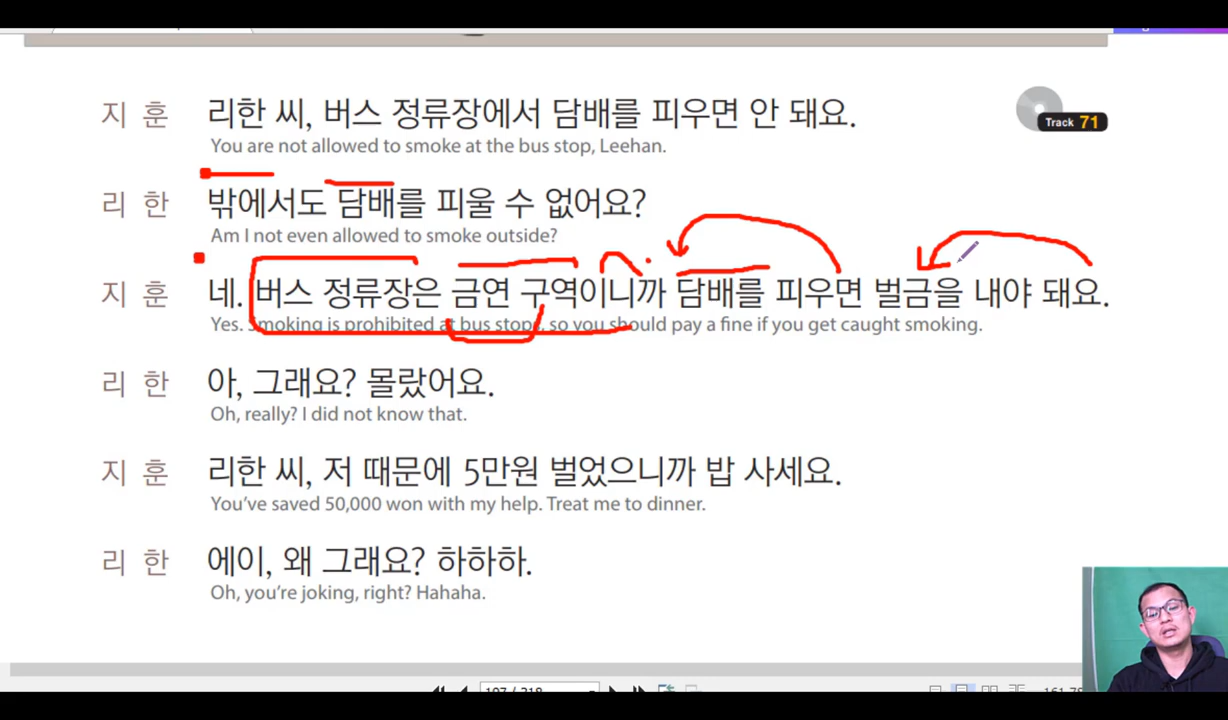 지 훈 리한 씨, 버스 정류장에서 담배를 피우면 안 돼요.
You are not allowed to smoke at the bus stop, Leehan.
Track 71
리 한 밖에서도 담배를 피울 수 없어요?
Am I not even allowed to smoke outside?
지 훈 네. 버스 정류장은 금연 구역이니까 담배를 피우면 벌금을 내야 돼요.
Yes. Smoking is prohibited at bus stops, so you should pay a fine if you get caught smoking.
리 한 아, 그래요? 몰랐어요.
Oh, really? I did not know that.
지 훈 리한 씨, 저 때문에 5만원 벌었으니까 밥 사세요.
You've saved 50,000 won with my help. Treat me to dinner.
리 한 에이, 왜 그래요? 하하하.
Oh, you're joking, right? Hahaha.